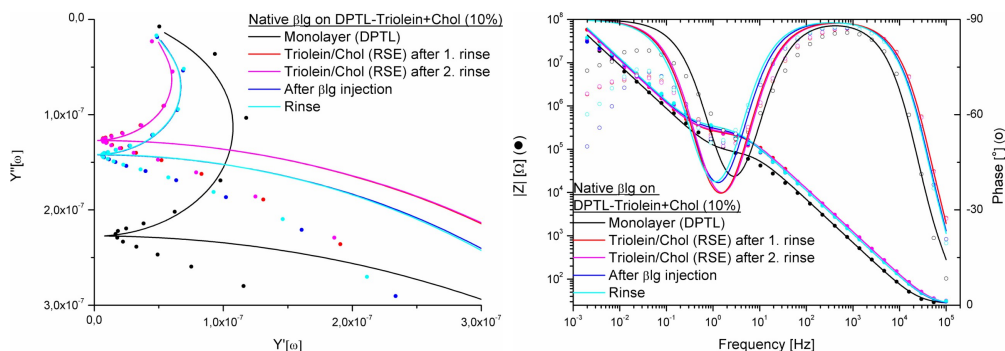 Native βlg on DPTL-Triolein+Chol (10%)
Monolayer (DPTL)
Triolein/Chol (RSE) after 1. rinse
Triolein/Chol (RSE) after 2. rinse
After βlg injection
Rinse
0,0
1,0x10⁻⁷
2,0x10⁻⁷
3,0x10⁻⁷
Y''[ω]
0,0
1,0x10⁻⁷
2,0x10⁻⁷
3,0x10⁻⁷
Y'[ω]
10⁸
10⁷
10⁶
10⁵
10⁴
10³
10²
|Z| [Ω] (●)
-90
-60
-30
0
Phase [°] (o)
Native βlg on
DPTL-Triolein+Chol (10%)
Monolayer (DPTL)
Triolein/Chol (RSE) after 1. rinse
Triolein/Chol (RSE) after 2. rinse
After βlg injection
Rinse
10⁻³
10⁻²
10⁻¹
10⁰
10¹
10²
10³
10⁴
10⁵
Frequency [Hz]